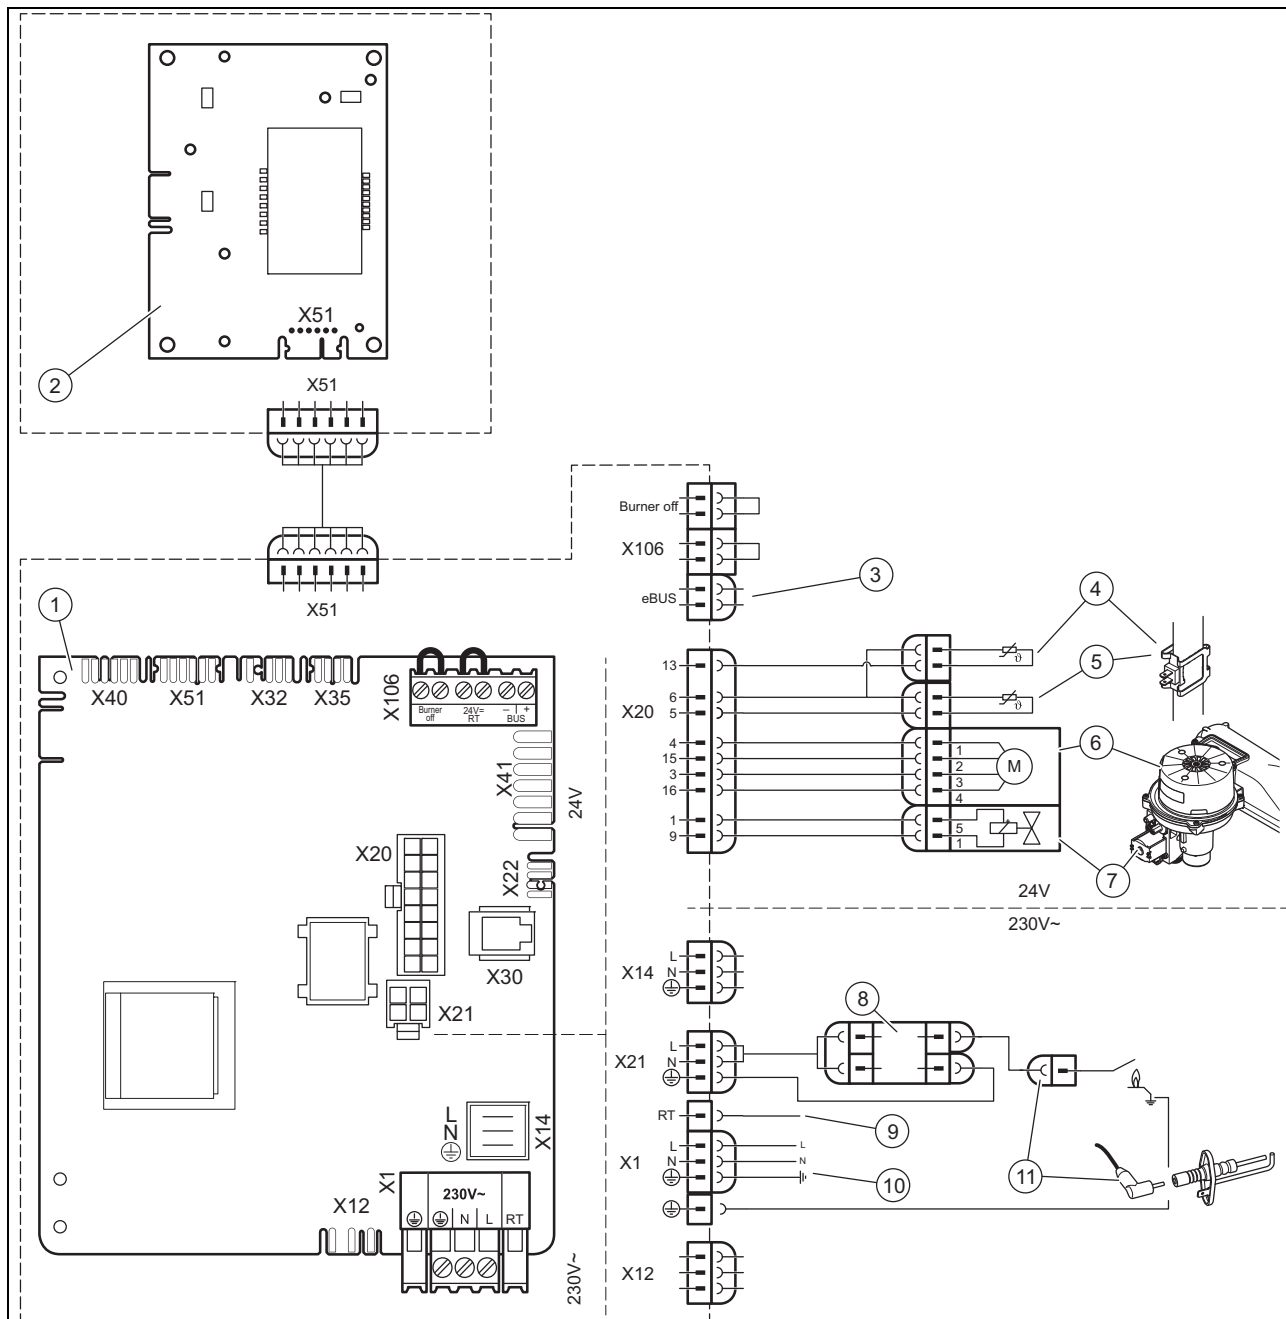 X51
2
X51
X51
1
X40
X51
X32
X35
X106
Burner off
24V= RT
– | + BUS
X41
24V
X20
X22
X30
X21
L
N
X14
X1
230V~
N
L
RT
X12
230V~
Burner off
X106
eBUS
3
4
5
6
7
X20
13
6
5
4
15
3
16
1
9
ϑ
ϑ
1
2
3
4
M
5
1
24V
230V~
X14
L
N
X21
L
N
8
RT
9
X1
L
N
L
N
10
11
X12